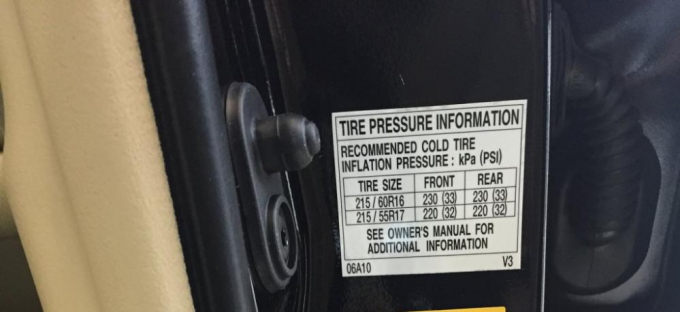 TIRE PRESSURE INFORMATION
RECOMMENDED COLD TIRE
INFLATION PRESSURE : kPa (PSI)
TIRE SIZE FRONT REAR
215 / 60R16 230 (33) 230 (33)
215 / 55R17 220 (32) 220 (32)
SEE OWNER'S MANUAL FOR
ADDITIONAL INFORMATION
06A10 V3